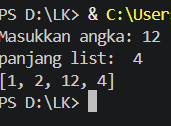 PS D:\LK> & C:\User
Masukkan angka: 12
panjang list:  4
[1, 2, 12, 4]
PS D:\LK>